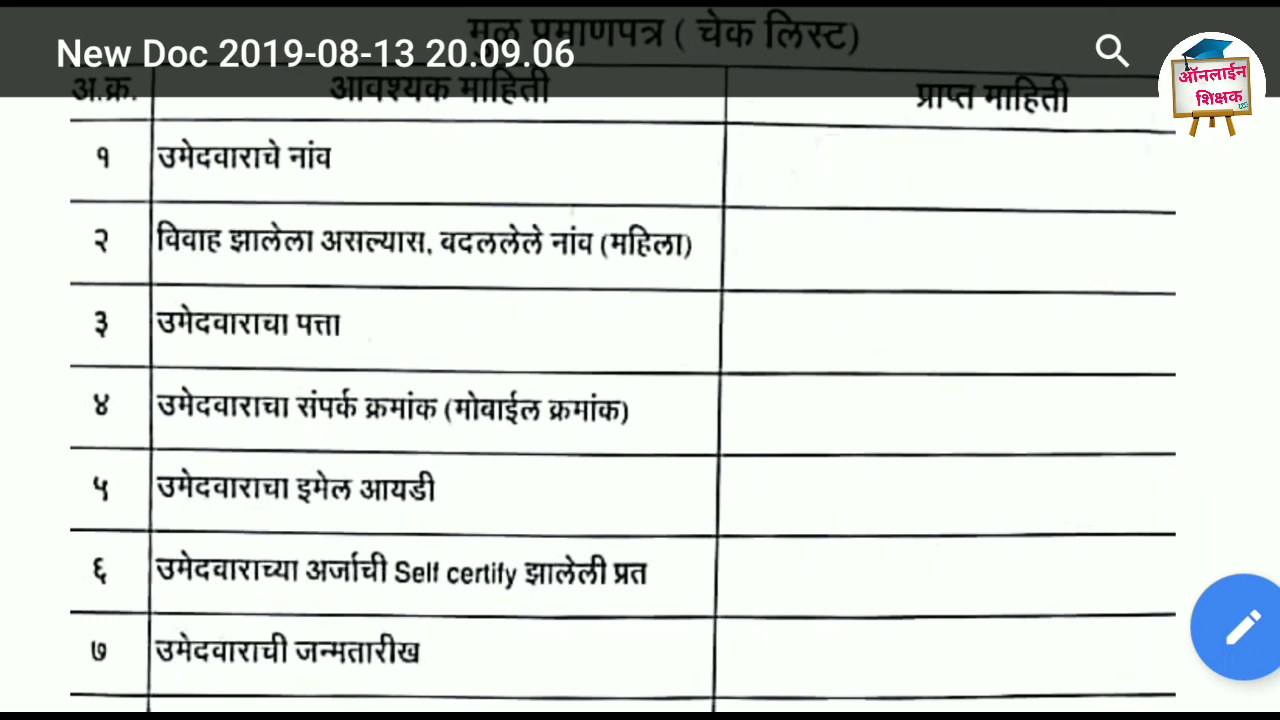 मूळ प्रमाणपत्र ( चेक लिस्ट)
New Doc 2019-08-13 20.09.06
ऑनलाईन
शिक्षक
अ.क्र. आवश्यक माहिती प्राप्त माहिती
१ उमेदवाराचे नांव
२ विवाह झालेला असल्यास, बदललेले नांव (महिला)
३ उमेदवाराचा पत्ता
४ उमेदवाराचा संपर्क क्रमांक (मोबाईल क्रमांक)
५ उमेदवाराचा इमेल आयडी
६ उमेदवाराच्या अर्जाची Self certify झालेली प्रत
७ उमेदवाराची जन्मतारीख